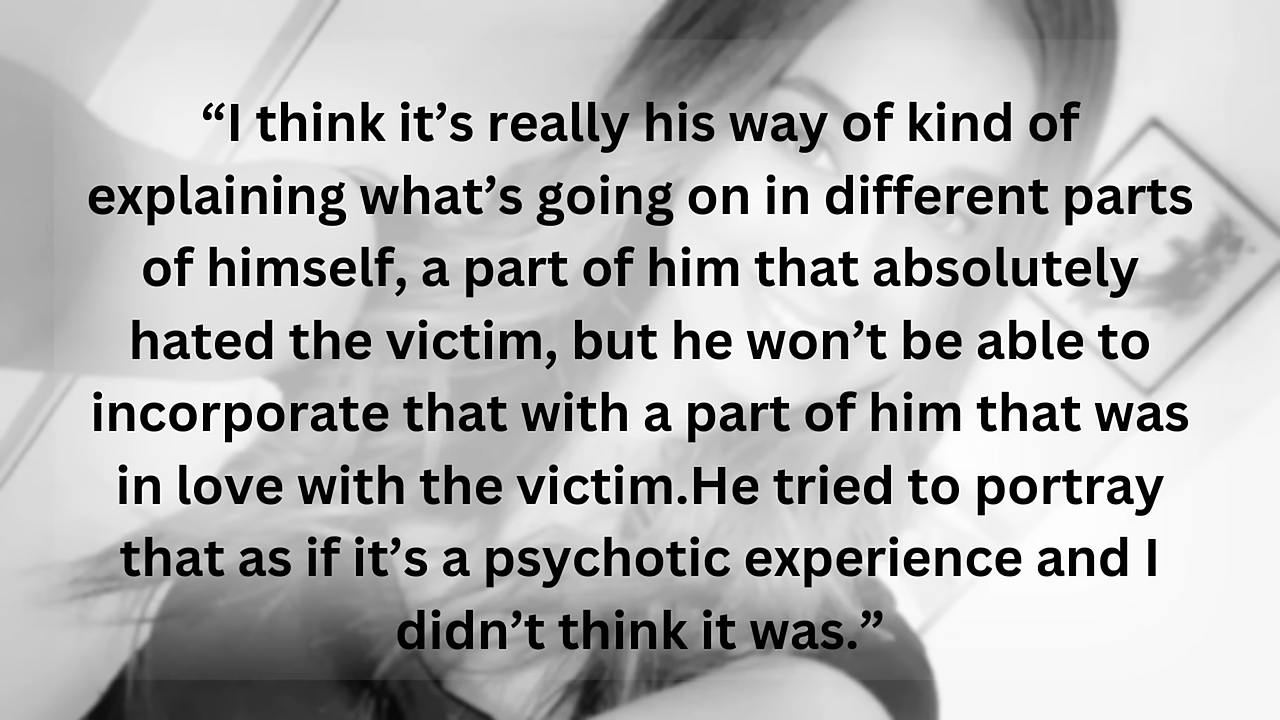 “I think it’s really his way of kind of
explaining what’s going on in different parts
of himself, a part of him that absolutely
hated the victim, but he won’t be able to
incorporate that with a part of him that was
in love with the victim.He tried to portray
that as if it’s a psychotic experience and I
didn’t think it was.”